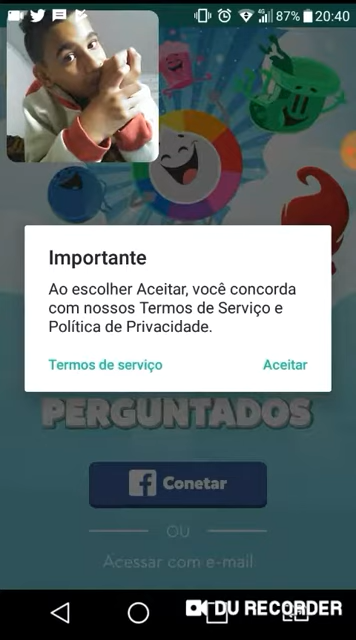 87% 20:40
Importante
Ao escolher Aceitar, você concorda
com nossos Termos de Serviço e
Política de Privacidade.
Termos de serviço Aceitar
PERGUNTADOS
Conetar
OU
Acessar com e-mail
DU RECORDER